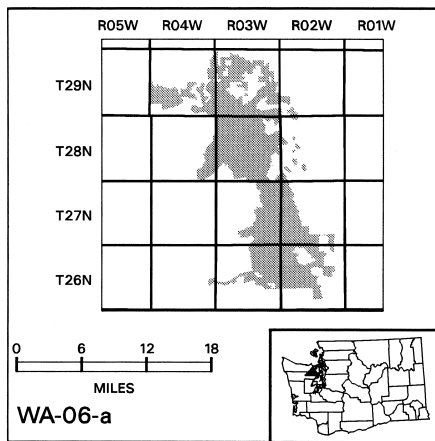 R05W R04W R03W R02W R01W
T29N
T28N
T27N
T26N
0 6 12 18
MILES
WA-06-a